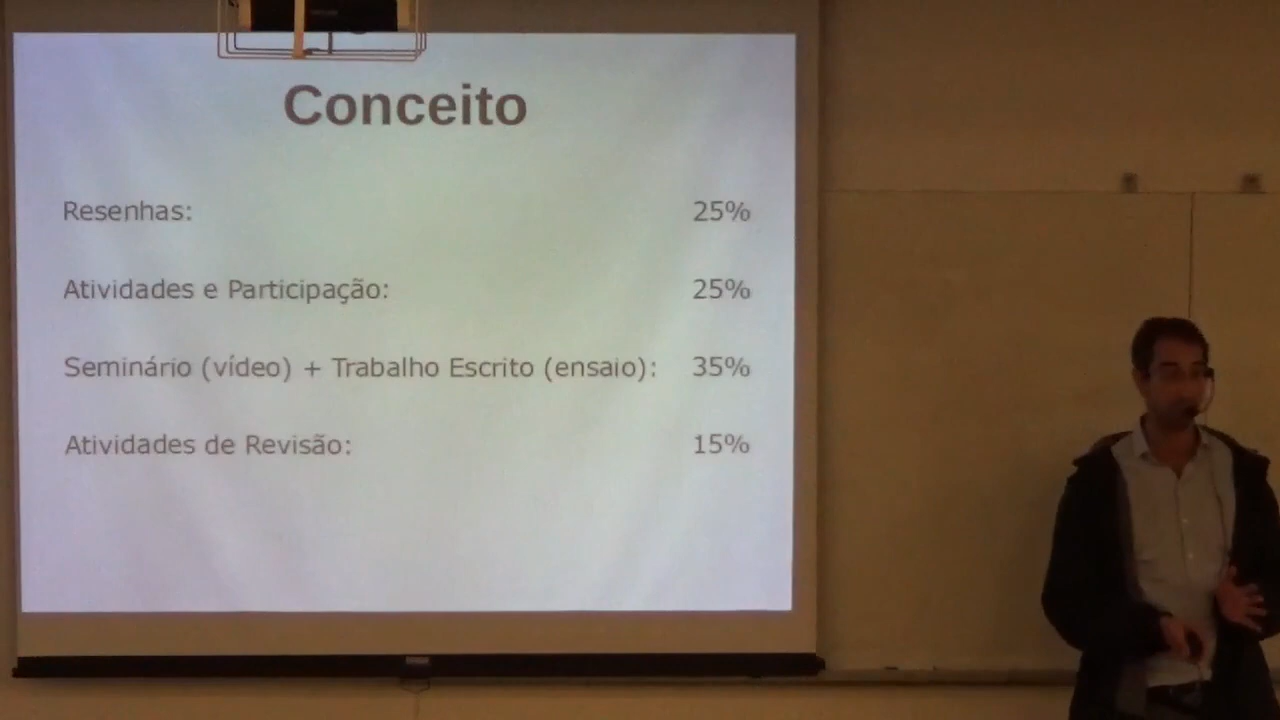 Conceito
Resenhas: 25%
Atividades e Participação: 25%
Seminário (vídeo) + Trabalho Escrito (ensaio): 35%
Atividades de Revisão: 15%